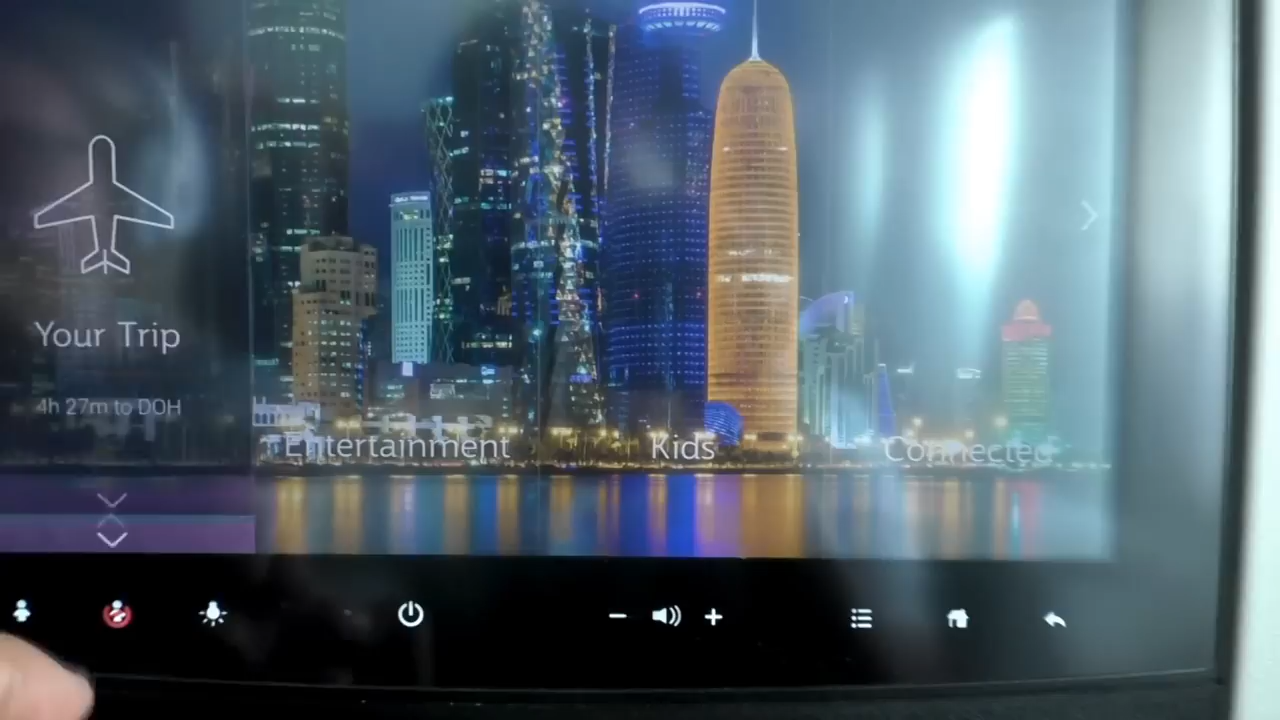 Your Trip
4h 27m to DOH
Entertainment
Kids
Connected